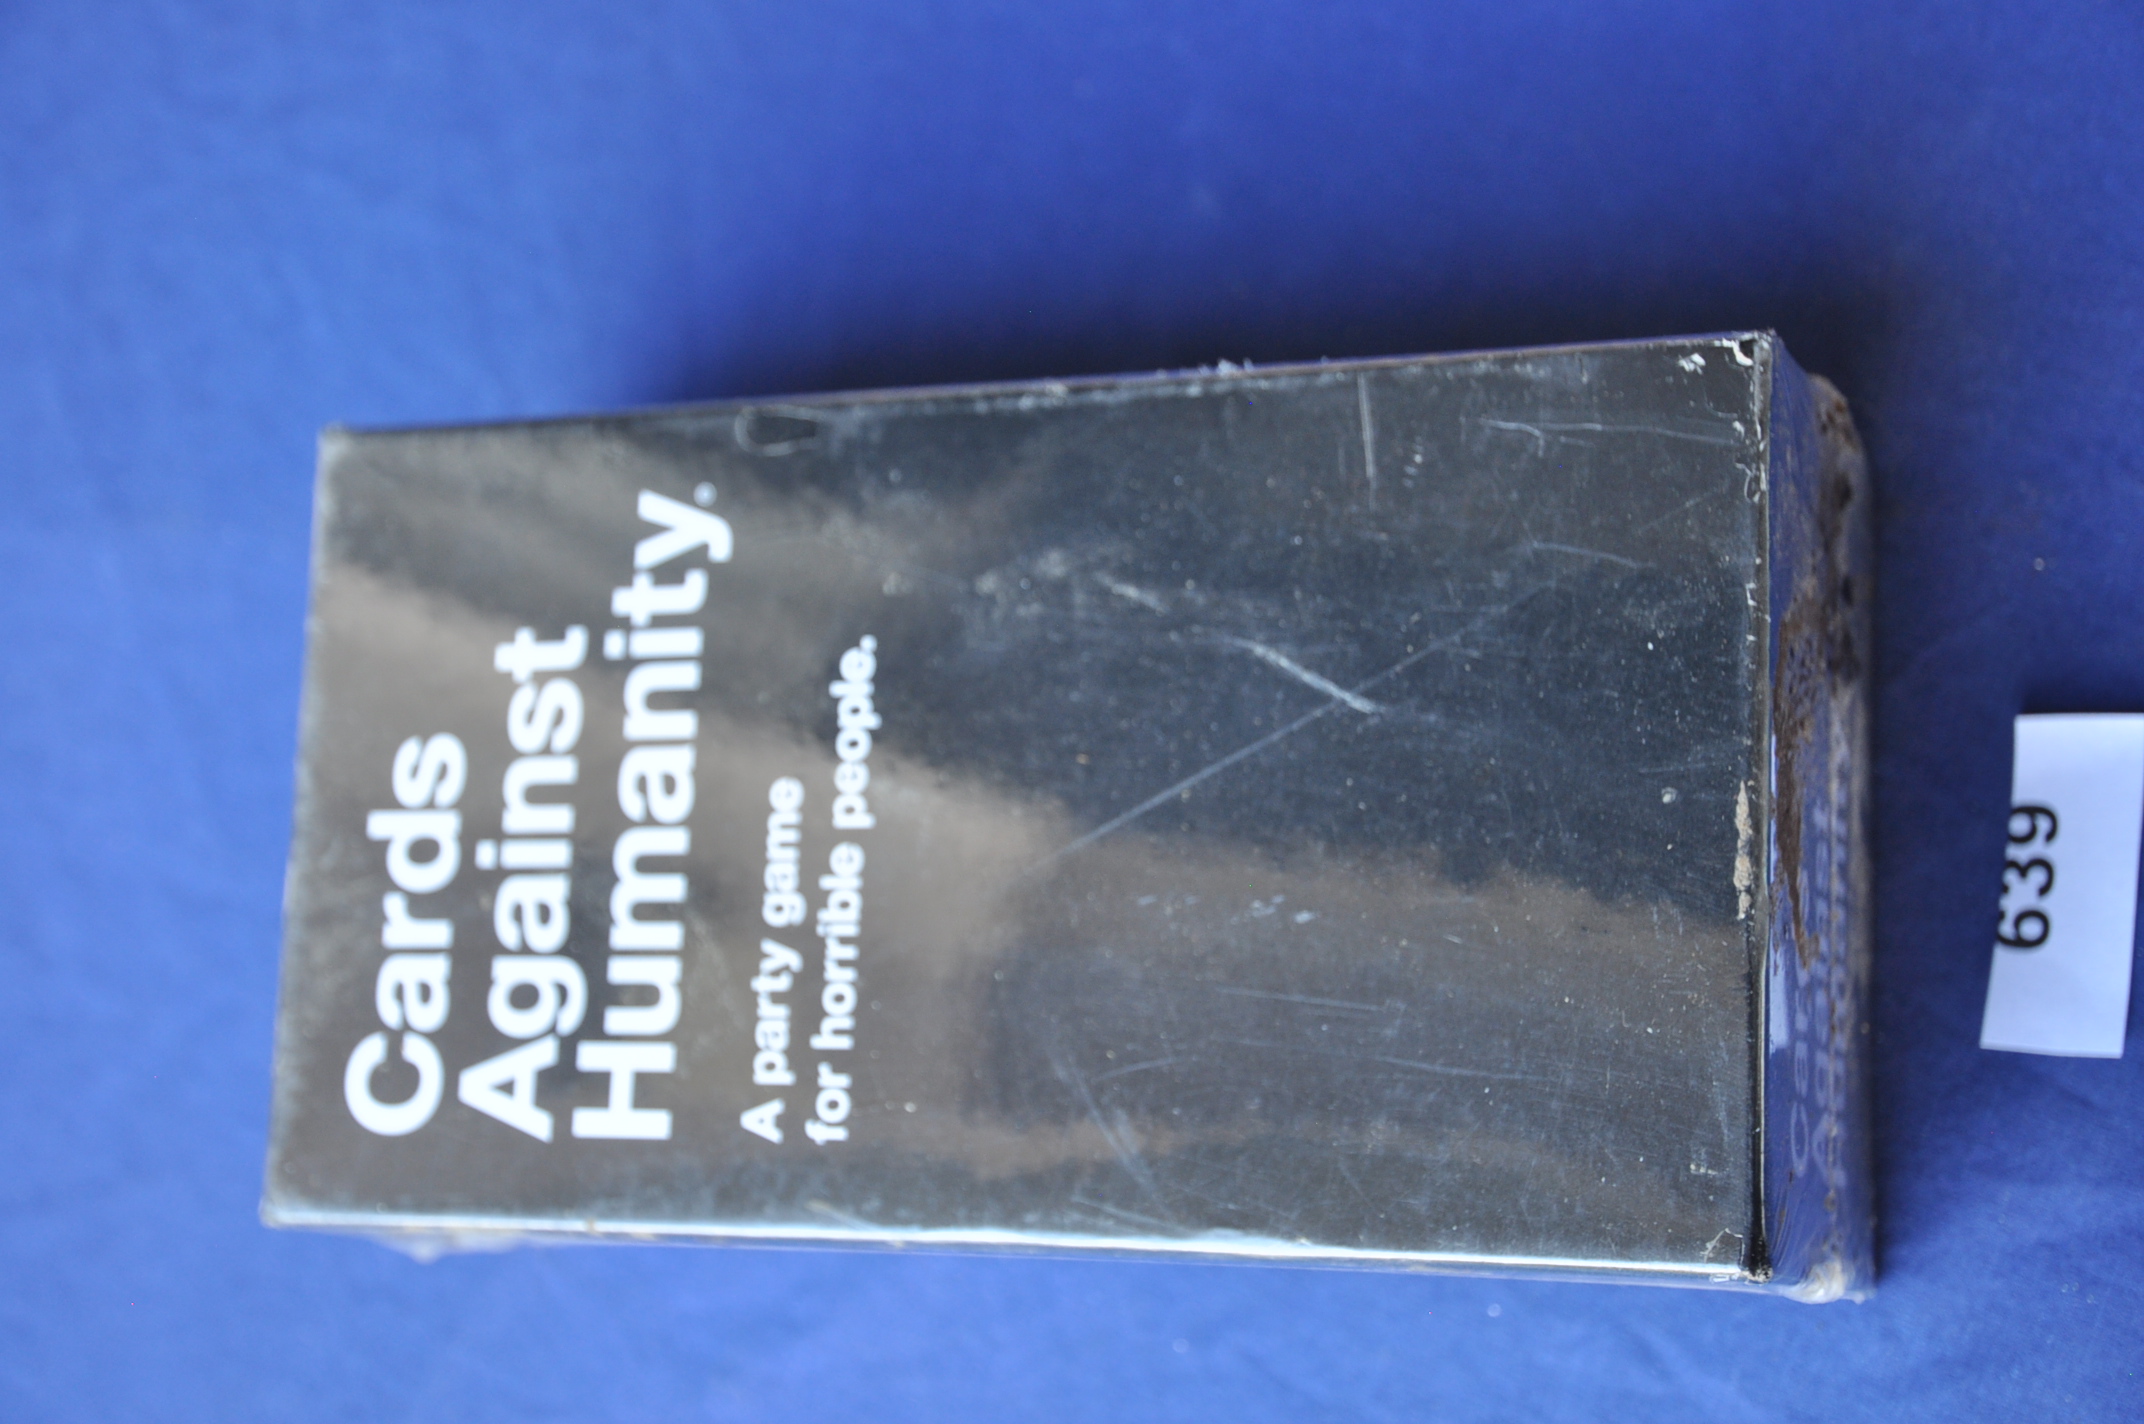 Cards
Against
Humanity.
A party game
for horrible people.
639